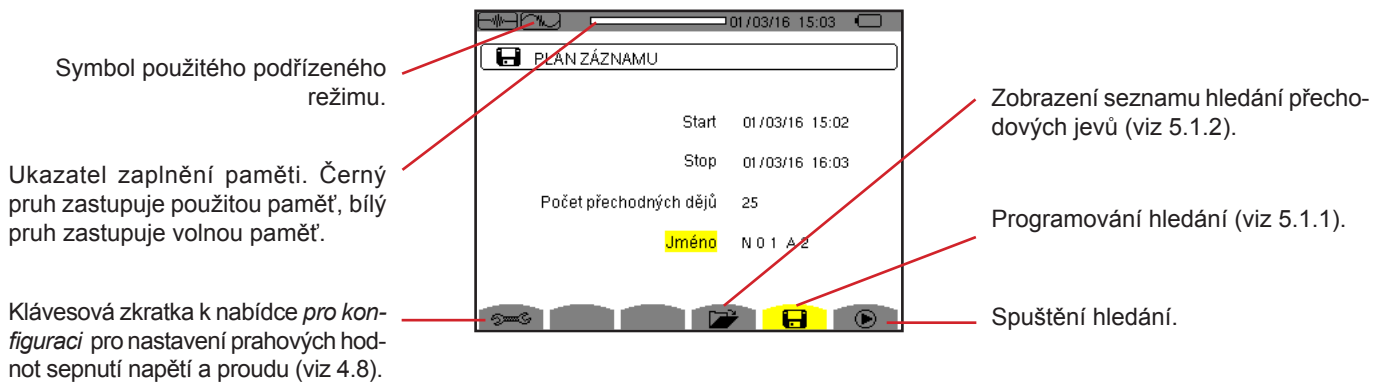 01/03/16 15:03
PLAN ZÁZNAMU
Start 01/03/16 15:02
Stop 01/03/16 16:03
Počet přechodných dějů 25
Jméno N 0 1 A 2
Symbol použitého podřízeného
režimu.
Ukazatel zaplnění paměti. Černý
pruh zastupuje použitou paměť, bílý
pruh zastupuje volnou paměť.
Klávesová zkratka k nabídce pro kon-
figuraci pro nastavení prahových hod-
not sepnutí napětí a proudu (viz 4.8).
Zobrazení seznamu hledání přecho-
dových jevů (viz 5.1.2).
Programování hledání (viz 5.1.1).
Spuštění hledání.